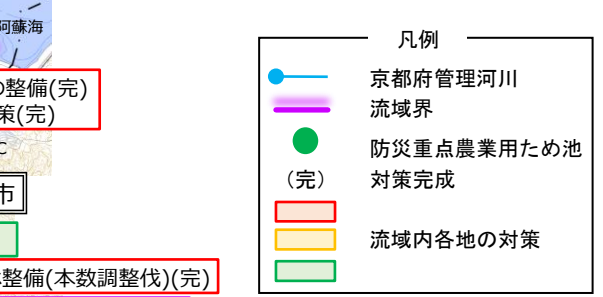 阿蘇海
の整備(完)
策(完)
C
市
整備(本数調整伐)(完)
凡例
京都府管理河川
流域界
防災重点農業用ため池
(完) 対策完成
流域内各地の対策